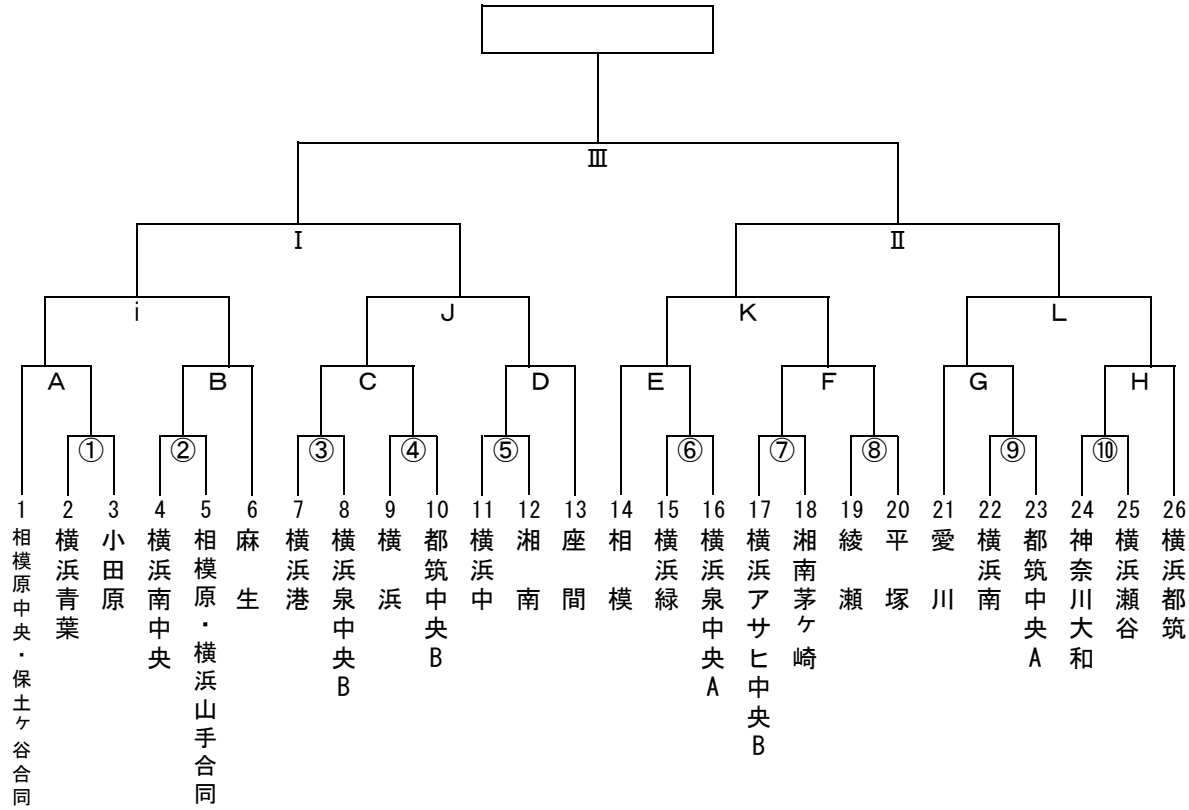 Ⅲ
Ⅰ
Ⅱ
i
J
K
L
A
B
C
D
E
F
G
H
①
②
③
④
⑤
⑥
⑦
⑧
⑨
⑩
1 相模原中央・保土ヶ谷合同
2 横浜青葉
3 小田原
4 横浜南中央
5 相模原・横浜山手合同
6 麻生
7 横浜港
8 横浜泉中央B
9 横浜
10 都筑中央B
11 横浜中
12 湘南
13 座間
14 相模
15 横浜緑
16 横浜泉中央A
17 横浜アサヒ中央B
18 湘南茅ケ崎
19 綾瀬
20 平塚
21 愛川
22 横浜南
23 都筑中央A
24 神奈川大和
25 横浜瀬谷
26 横浜都筑